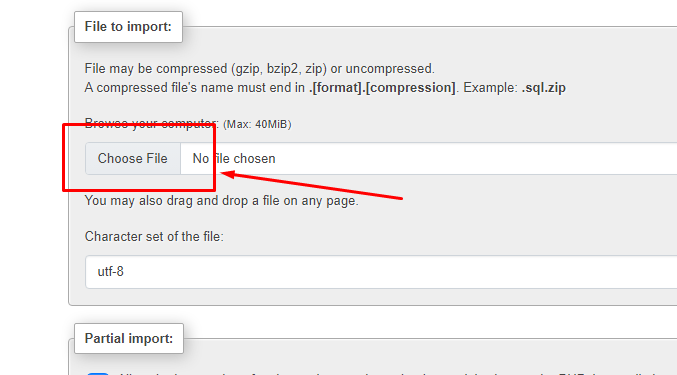 File to import:
File may be compressed (gzip, bzip2, zip) or uncompressed.
A compressed file's name must end in .[format].[compression]. Example: .sql.zip
Browse your computer: (Max: 40MiB)
Choose File No file chosen
You may also drag and drop a file on any page.
Character set of the file:
utf-8
Partial import: